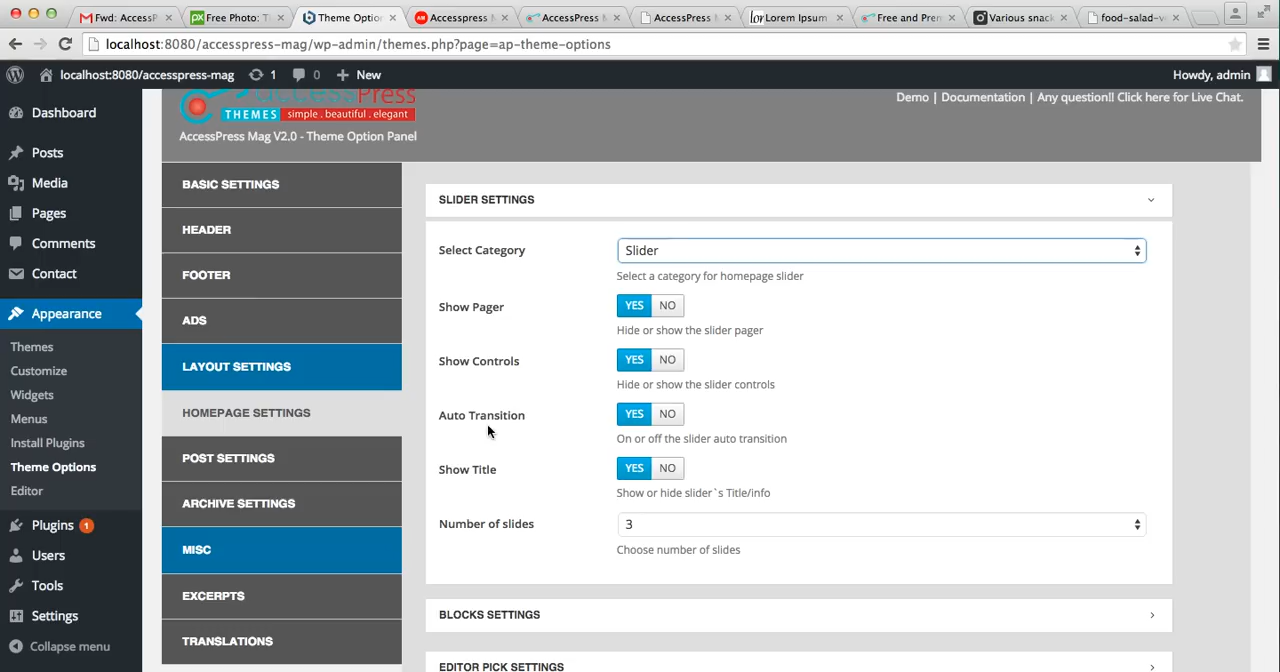 Fwd: AccessP
Free Photo: T
Theme Optio
Accesspress
AccessPress
AccessPress
Lorem Ipsum
Free and Pre
Various snac
food-salad-v
localhost:8080/accesspress-mag/wp-admin/themes.php?page=ap-theme-options
localhost:8080/accesspress-mag
1
0
New
Howdy, admin
Dashboard
Posts
Media
Pages
Comments
Contact
Appearance
Themes
Customize
Widgets
Menus
Install Plugins
Theme Options
Editor
Plugins 1
Users
Tools
Settings
Collapse menu
AccessPress
THEMES simple . beautiful . elegant
AccessPress Mag V2.0 - Theme Option Panel
Demo | Documentation | Any question!! Click here for Live Chat.
BASIC SETTINGS
HEADER
FOOTER
ADS
LAYOUT SETTINGS
HOMEPAGE SETTINGS
POST SETTINGS
ARCHIVE SETTINGS
MISC
EXCERPTS
TRANSLATIONS
SLIDER SETTINGS
Select Category
Slider
Select a category for homepage slider
Show Pager
YES NO
Hide or show the slider pager
Show Controls
YES NO
Hide or show the slider controls
Auto Transition
YES NO
On or off the slider auto transition
Show Title
YES NO
Show or hide slider`s Title/info
Number of slides
3
Choose number of slides
BLOCKS SETTINGS
EDITOR PICK SETTINGS